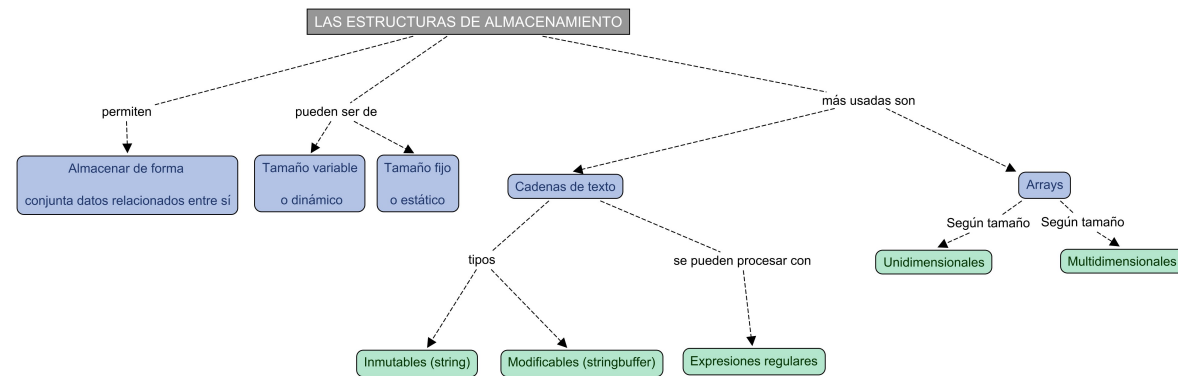 LAS ESTRUCTURAS DE ALMACENAMIENTO
permiten
pueden ser de
más usadas son
Almacenar de forma
conjunta datos relacionados entre sí
Tamaño variable
o dinámico
Tamaño fijo
o estático
Cadenas de texto
Arrays
Según tamaño
Según tamaño
Unidimensionales
Multidimensionales
tipos
se pueden procesar con
Inmutables (string)
Modificables (stringbuffer)
Expresiones regulares